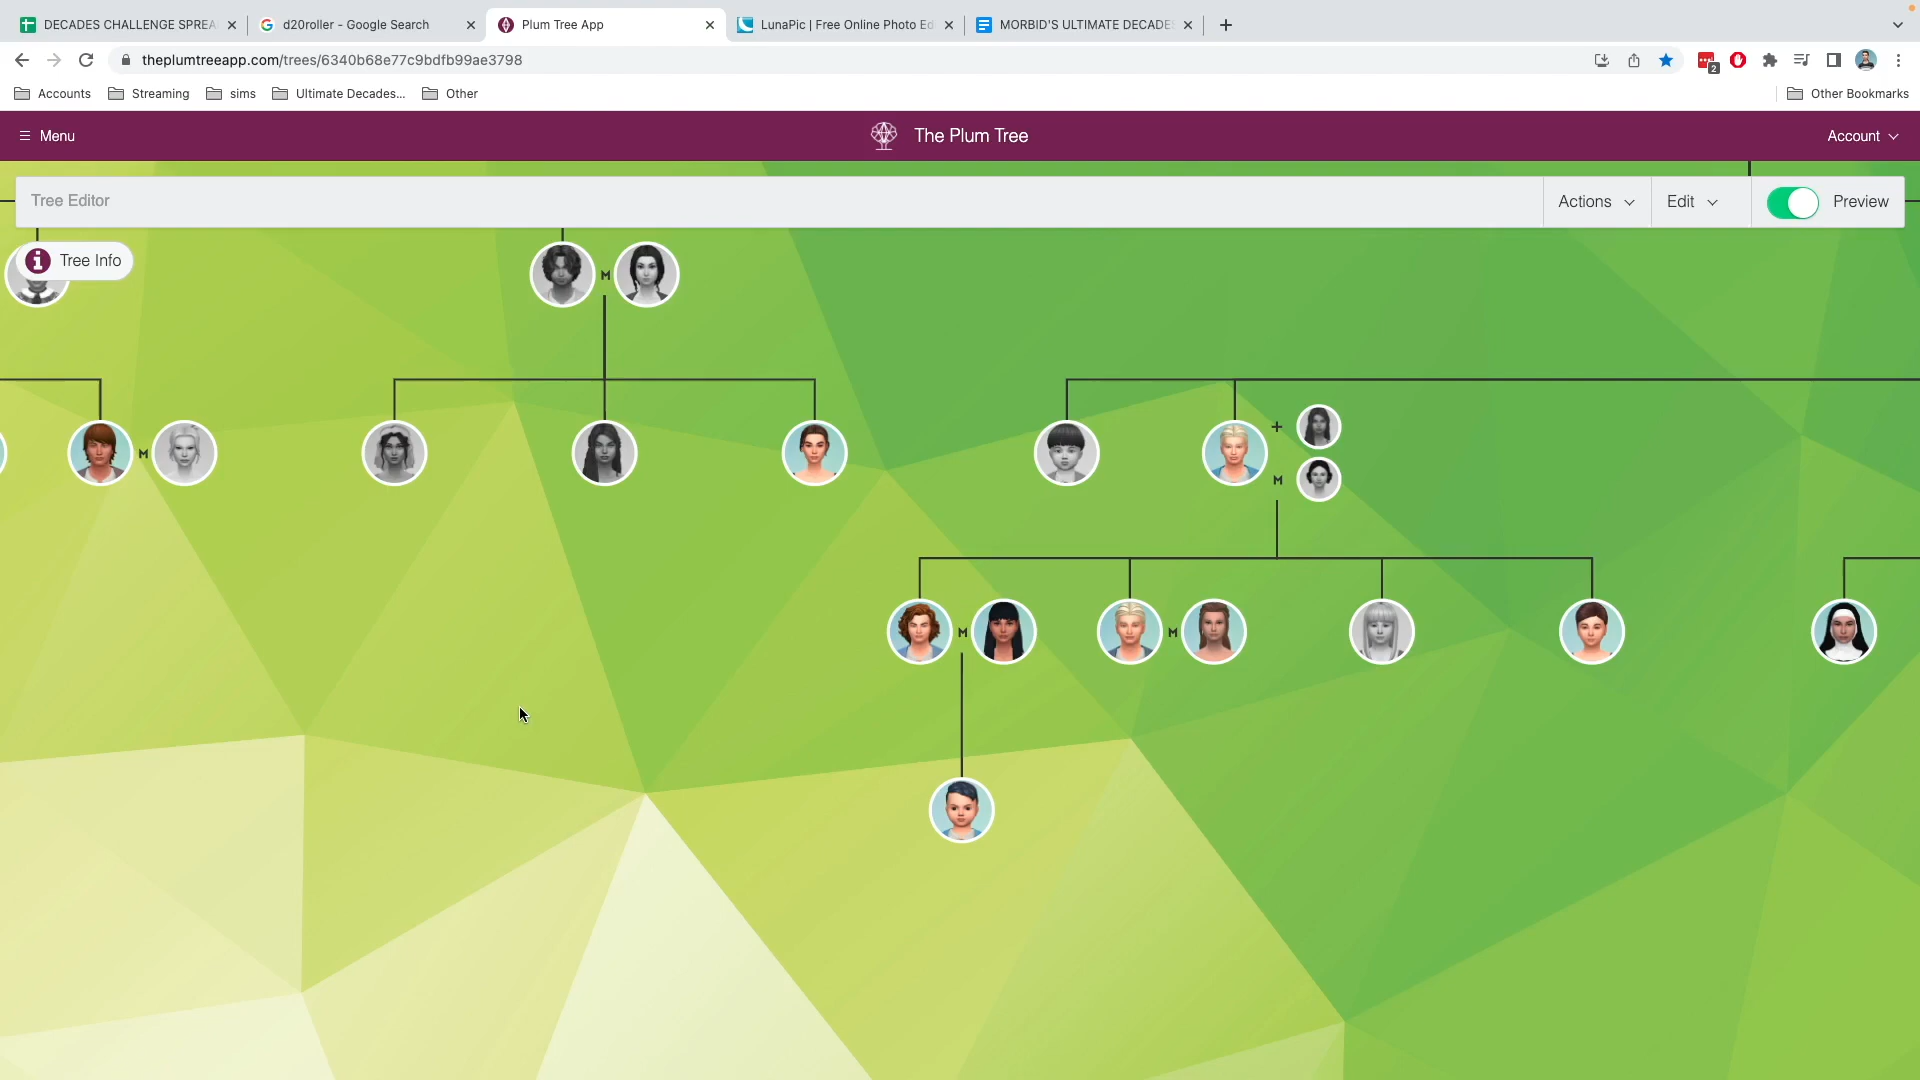 DECADES CHALLENGE SPREA
d20roller - Google Search
Plum Tree App
LunaPic | Free Online Photo Ed
MORBID'S ULTIMATE DECADE
theplumtreeapp.com/trees/6340b68e77c9bdfb99ae3798
2
Accounts
Streaming
sims
Ultimate Decades...
Other
Other Bookmarks
Menu
The Plum Tree
Account
Tree Editor
Actions
Edit
Preview
Tree Info
M
M
+
M
M
M